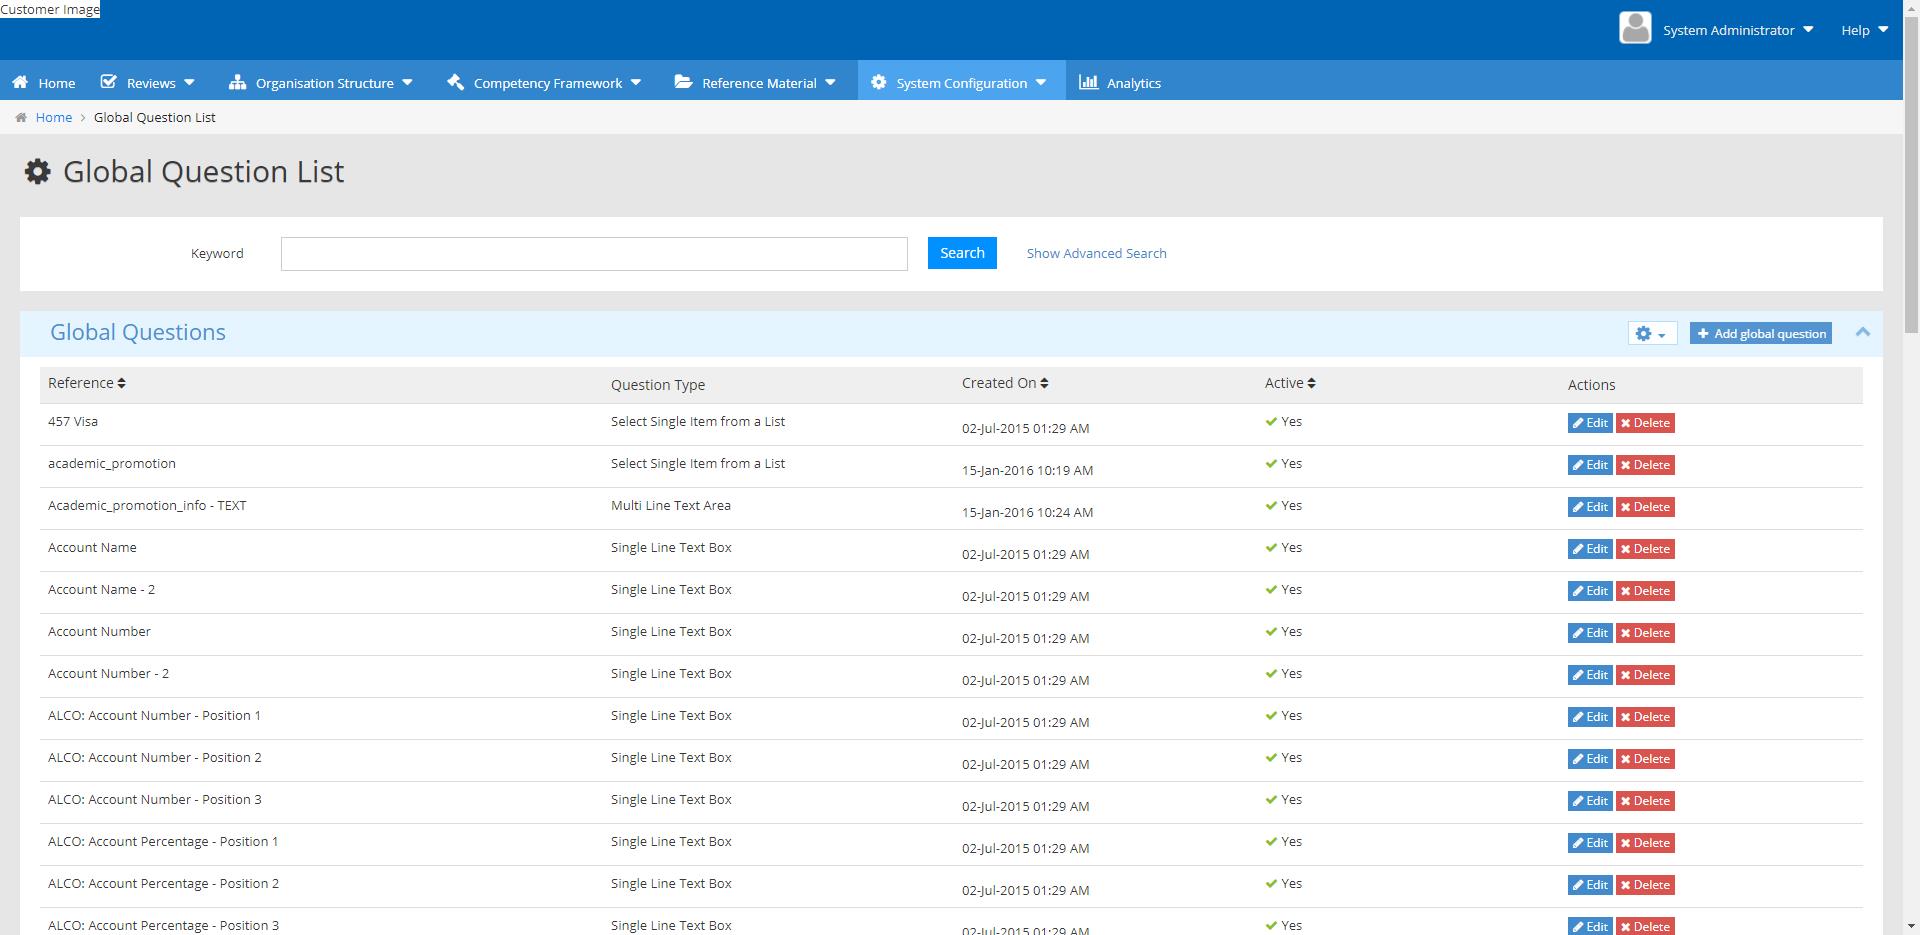 Customer Image
System Administrator Help
Home Reviews Organisation Structure Competency Framework Reference Material System Configuration Analytics
Home > Global Question List
Global Question List
Keyword Search Show Advanced Search
Global Questions Add global question
Reference Question Type Created On Active Actions
457 Visa Select Single Item from a List 02-Jul-2015 01:29 AM Yes Edit Delete
academic_promotion Select Single Item from a List 15-Jan-2016 10:19 AM Yes Edit Delete
Academic_promotion_info - TEXT Multi Line Text Area 15-Jan-2016 10:24 AM Yes Edit Delete
Account Name Single Line Text Box 02-Jul-2015 01:29 AM Yes Edit Delete
Account Name - 2 Single Line Text Box 02-Jul-2015 01:29 AM Yes Edit Delete
Account Number Single Line Text Box 02-Jul-2015 01:29 AM Yes Edit Delete
Account Number - 2 Single Line Text Box 02-Jul-2015 01:29 AM Yes Edit Delete
ALCO: Account Number - Position 1 Single Line Text Box 02-Jul-2015 01:29 AM Yes Edit Delete
ALCO: Account Number - Position 2 Single Line Text Box 02-Jul-2015 01:29 AM Yes Edit Delete
ALCO: Account Number - Position 3 Single Line Text Box 02-Jul-2015 01:29 AM Yes Edit Delete
ALCO: Account Percentage - Position 1 Single Line Text Box 02-Jul-2015 01:29 AM Yes Edit Delete
ALCO: Account Percentage - Position 2 Single Line Text Box 02-Jul-2015 01:29 AM Yes Edit Delete
ALCO: Account Percentage - Position 3 Single Line Text Box 02-Jul-2015 01:29 AM Yes Edit Delete